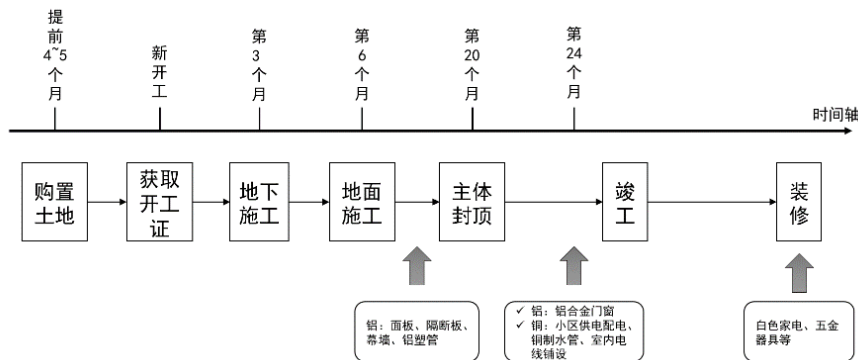 提
前
4~5
个
月
新
开
工
第
3
个
月
第
6
个
月
第
20
个
月
第
24
个
月
时间轴
购置
土地
获取
开工
证
地下
施工
地面
施工
主体
封顶
竣
工
装
修
铝：面板、隔断板、
幕墙、铝塑管
✓ 铝：铝合金门窗
✓ 铜：小区供电配电、
铜制水管、室内电
线铺设
白色家电、五金
器具等